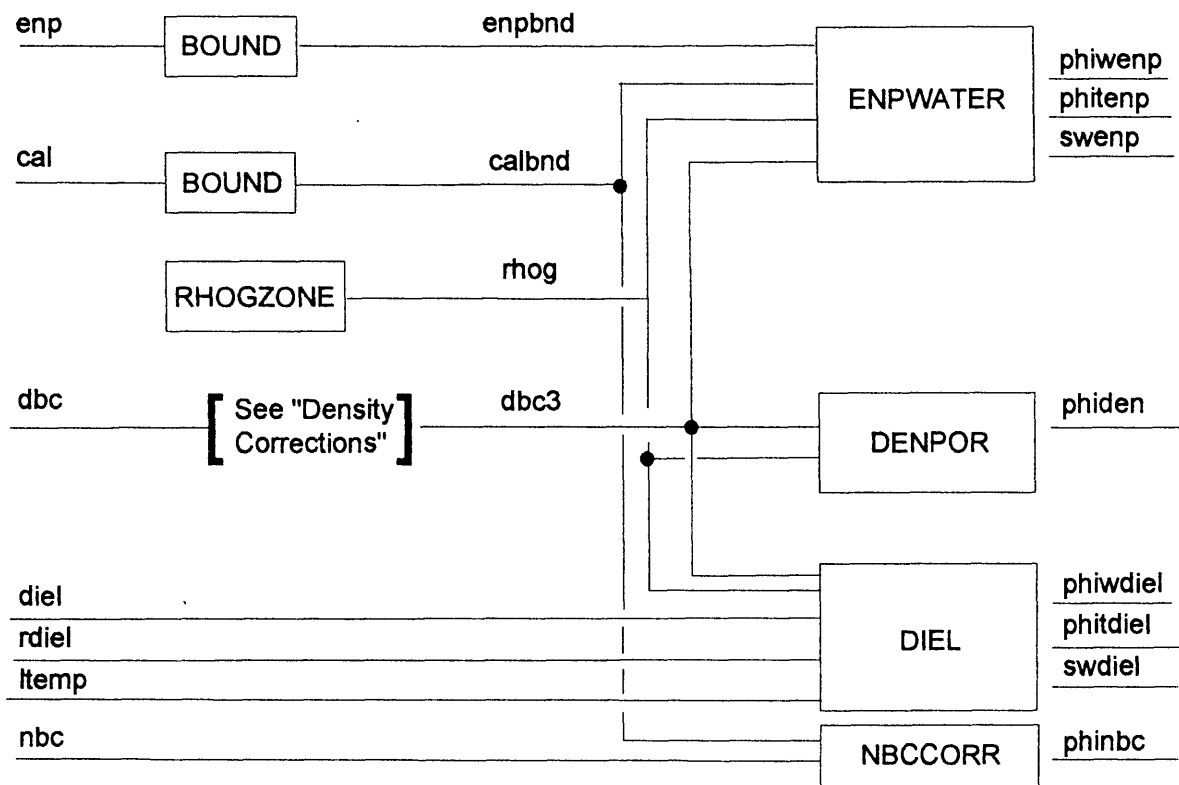 enp
BOUND
enpbnd
ENPWATER
phiwenp
phitenp
swenp
cal
BOUND
calbnd
RHOGZONE
rhog
dbc
See "Density
Corrections"
dbc3
DENPOR
phiden
diel
rdiel
ltemp
DIEL
phiwdiel
phitdiel
swdiel
nbc
NBCCORR
phinbc